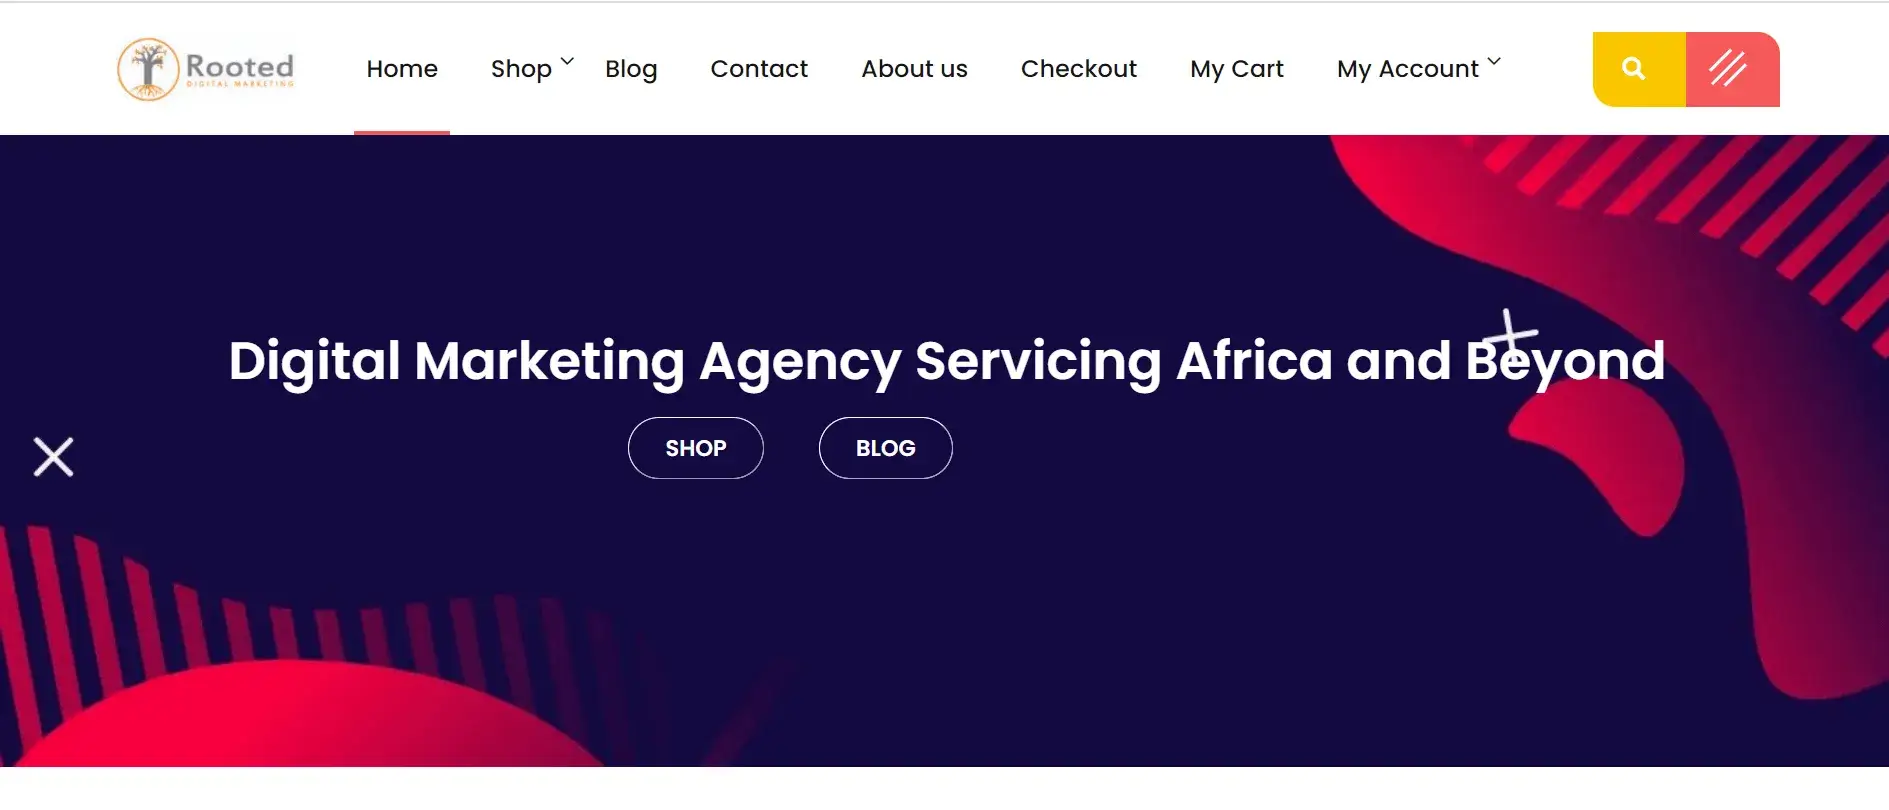 Rooted
DIGITAL MARKETING
Home Shop Blog Contact About us Checkout My Cart My Account
Digital Marketing Agency Servicing Africa and Beyond
SHOP BLOG